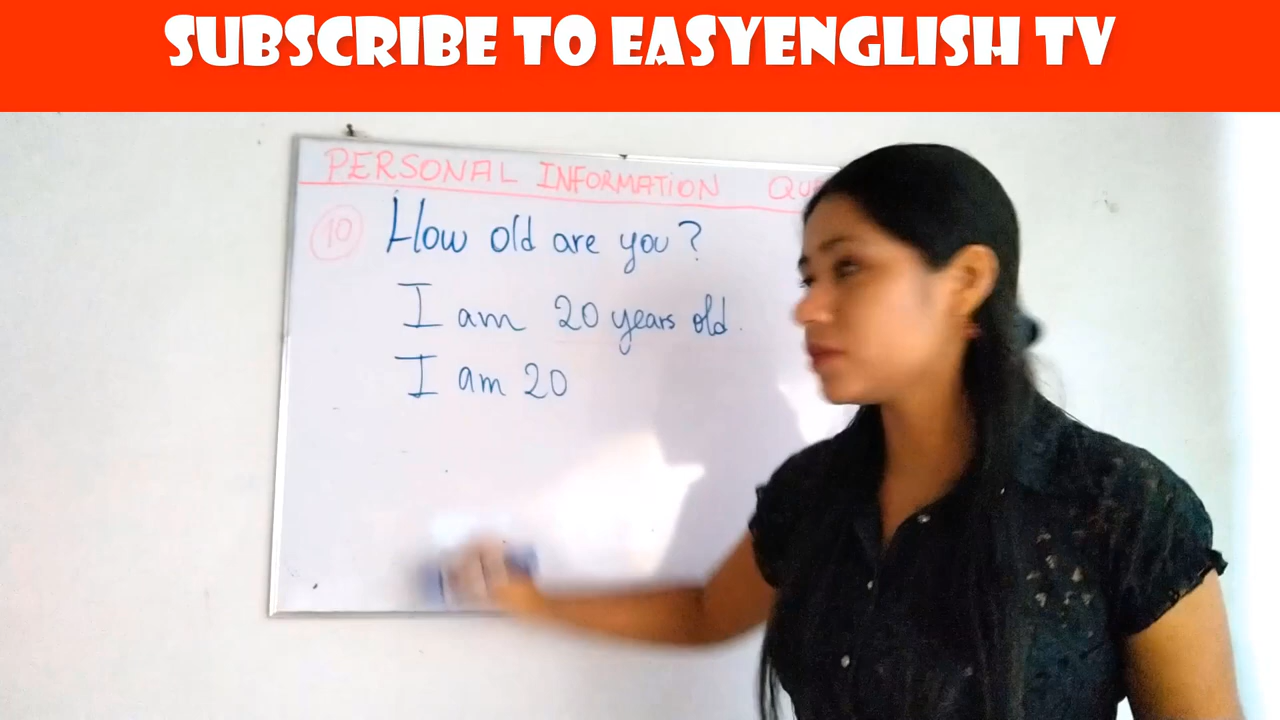 SUBSCRIBE TO EASYENGLISH TV
PERSONAL INFORMATION
10 How old are you?
I am 20 years old.
I am 20